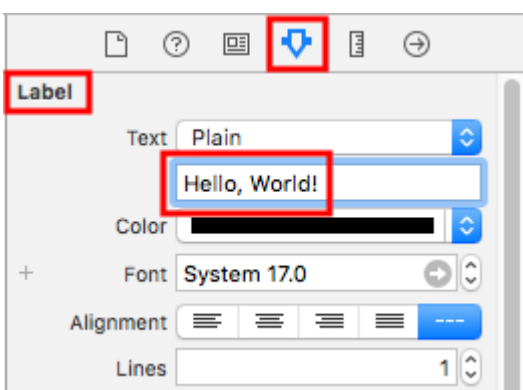 Label
Text Plain
Hello, World!
Color
+ Font System 17.0
Alignment ---
Lines 1